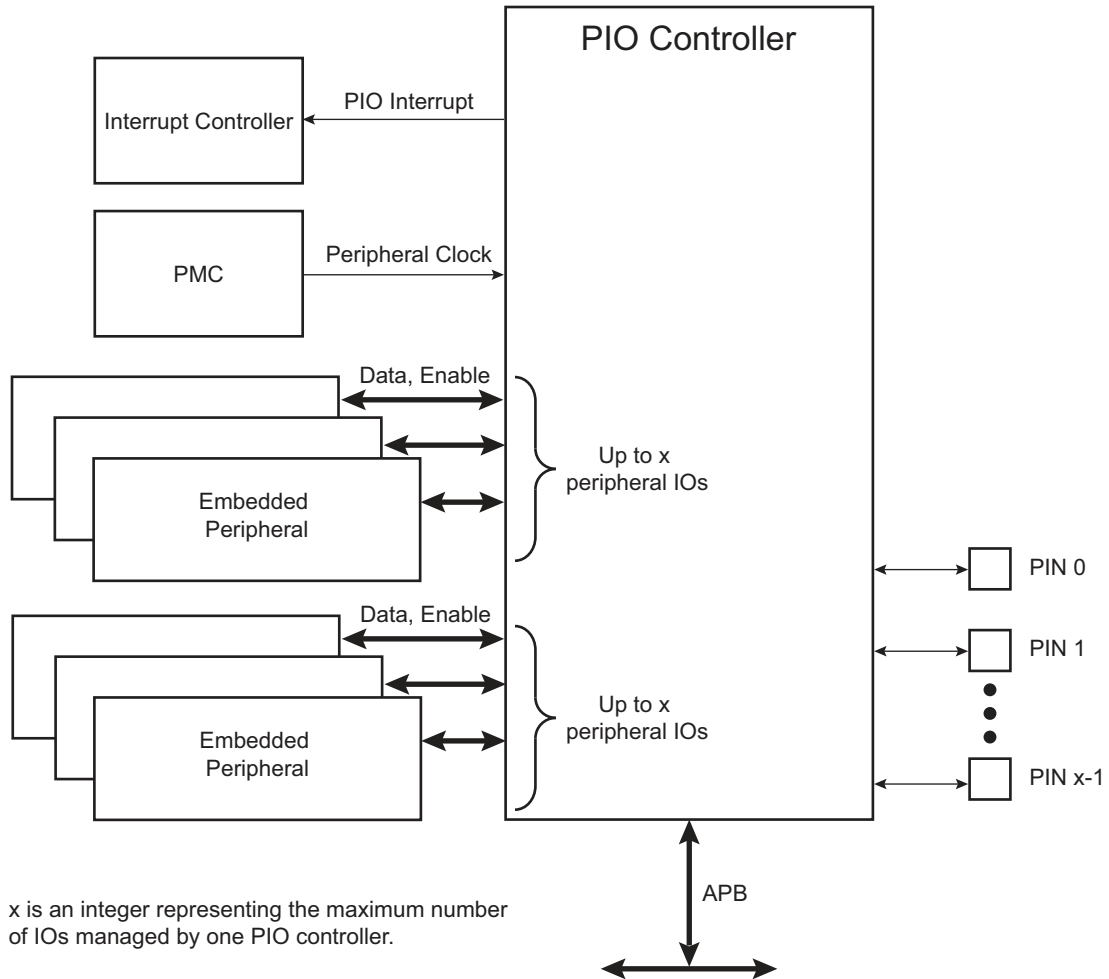 PIO Controller
PIO Interrupt
Interrupt Controller
Peripheral Clock
PMC
Data, Enable
Up to x
peripheral IOs
Embedded
Peripheral
PIN 0
Data, Enable
PIN 1
Up to x
peripheral IOs
Embedded
Peripheral
PIN x-1
APB
x is an integer representing the maximum number
of IOs managed by one PIO controller.